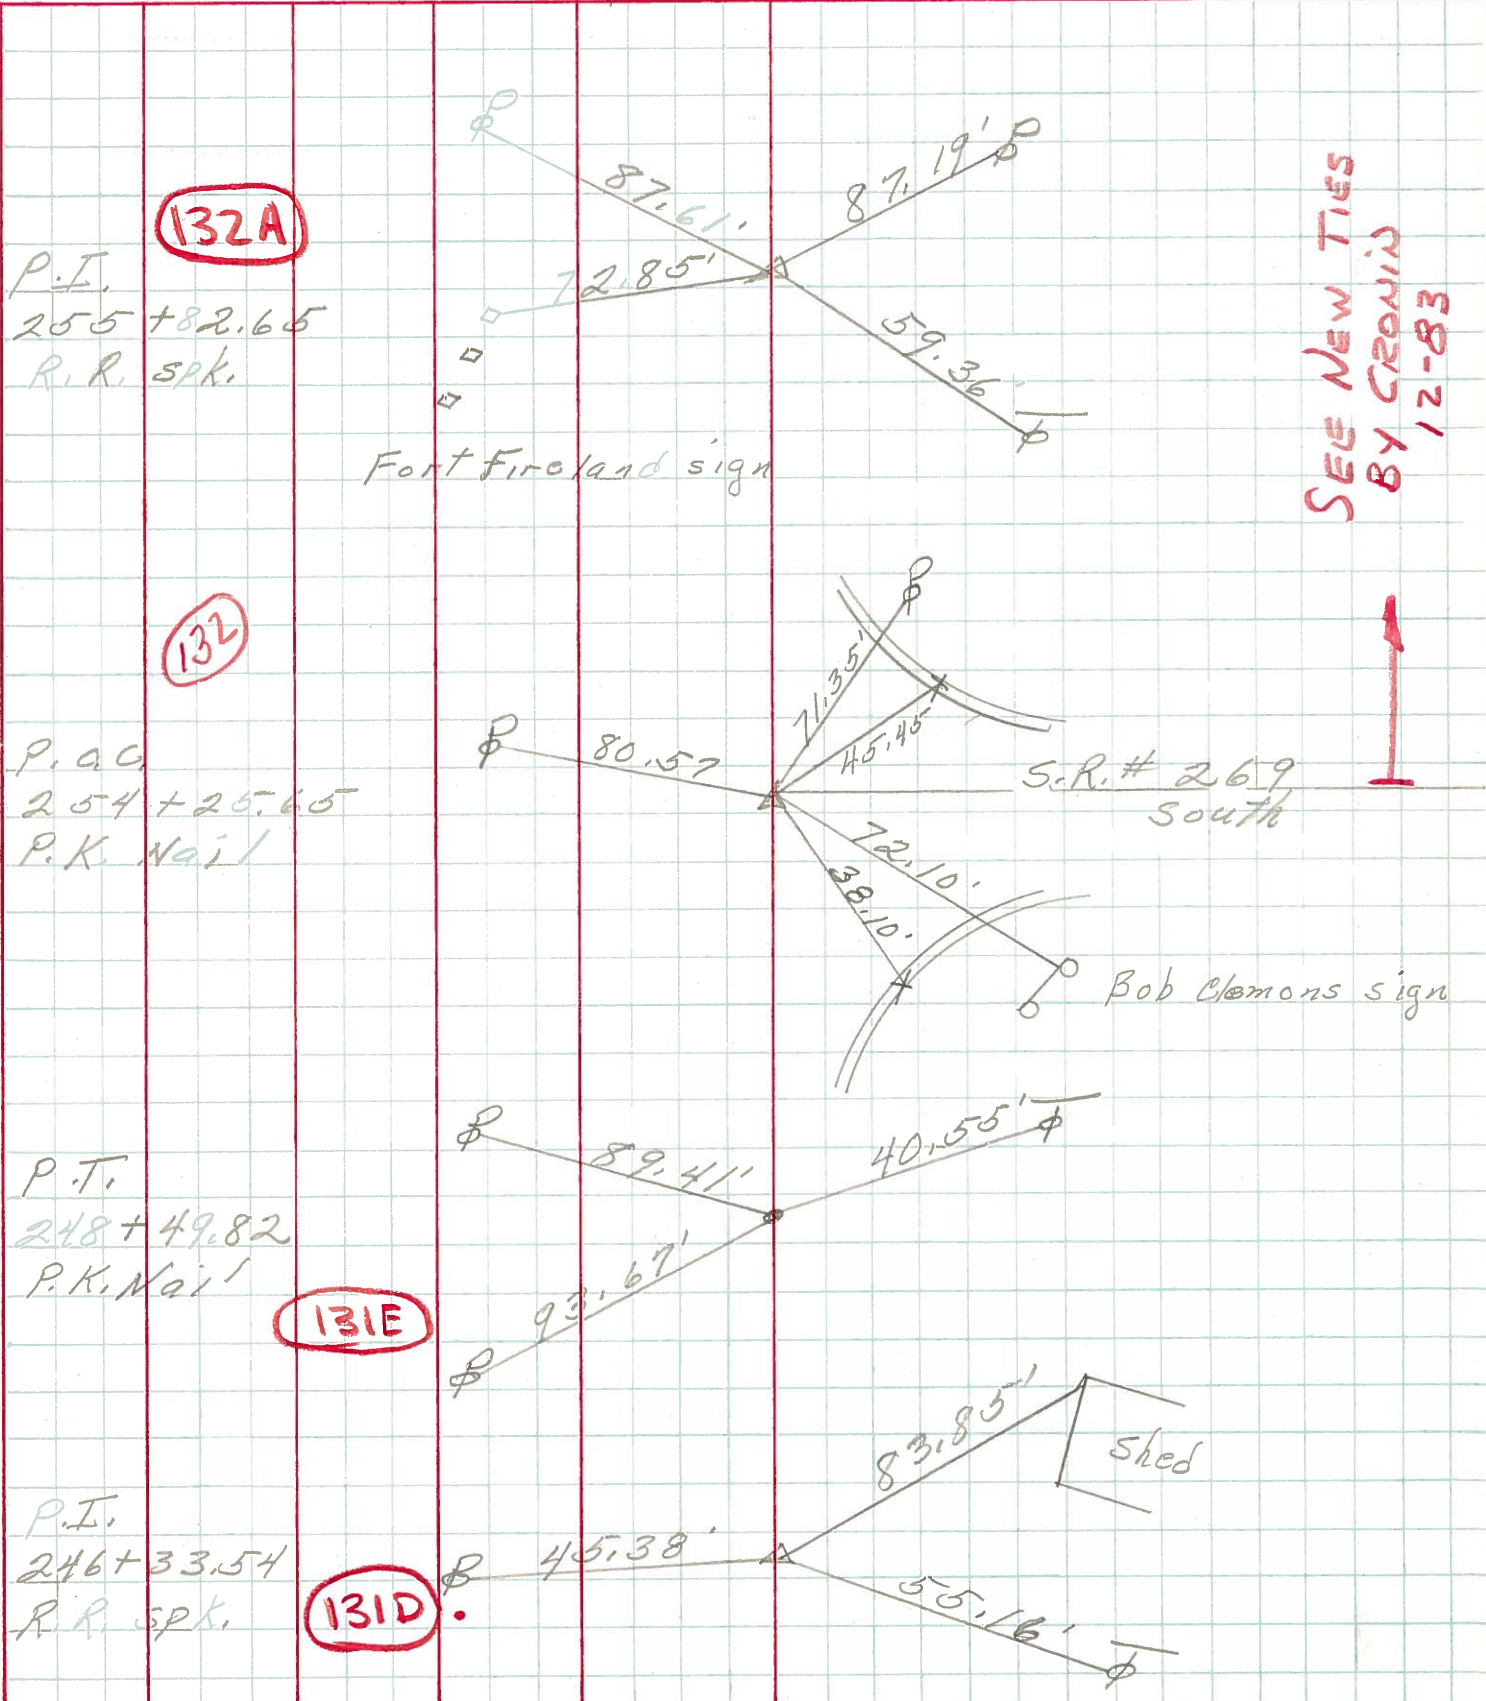 132A
P.I.
255+82.65
R.R. spk.
87.61'
87.19'
72.85'
59.36'
Fort Fireland sign
SEE NEW TIES
BY CRONIN
12-83
132
P.O.C.
254+25.65
P.K. Nail
80.57
71.35'
45.45'
S.R.# 269
South
72.10'
38.10'
Bob Clemons sign
P.T.
248+49.82
P.K. Nail
131E
89.41'
40.55'
93.67'
P.I.
246+33.54
R.R. spk.
131D
45.38'
83.85'
Shed
55.16'